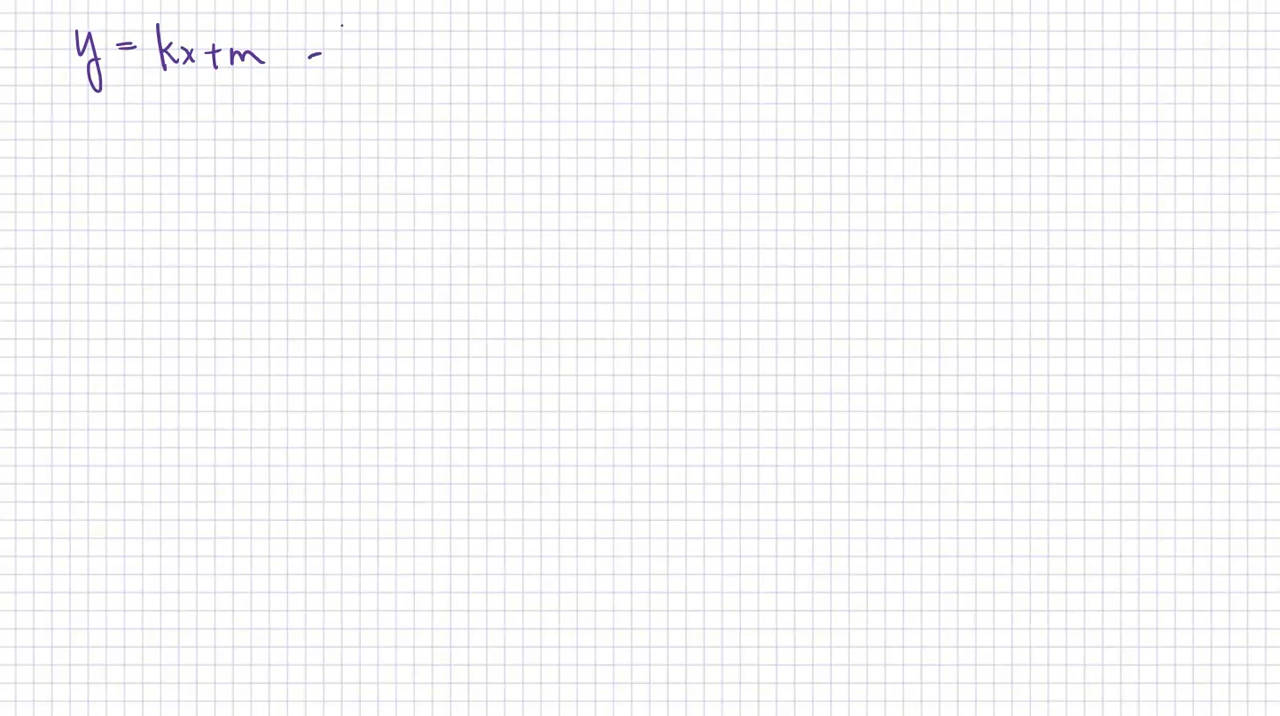 y = kx+m -